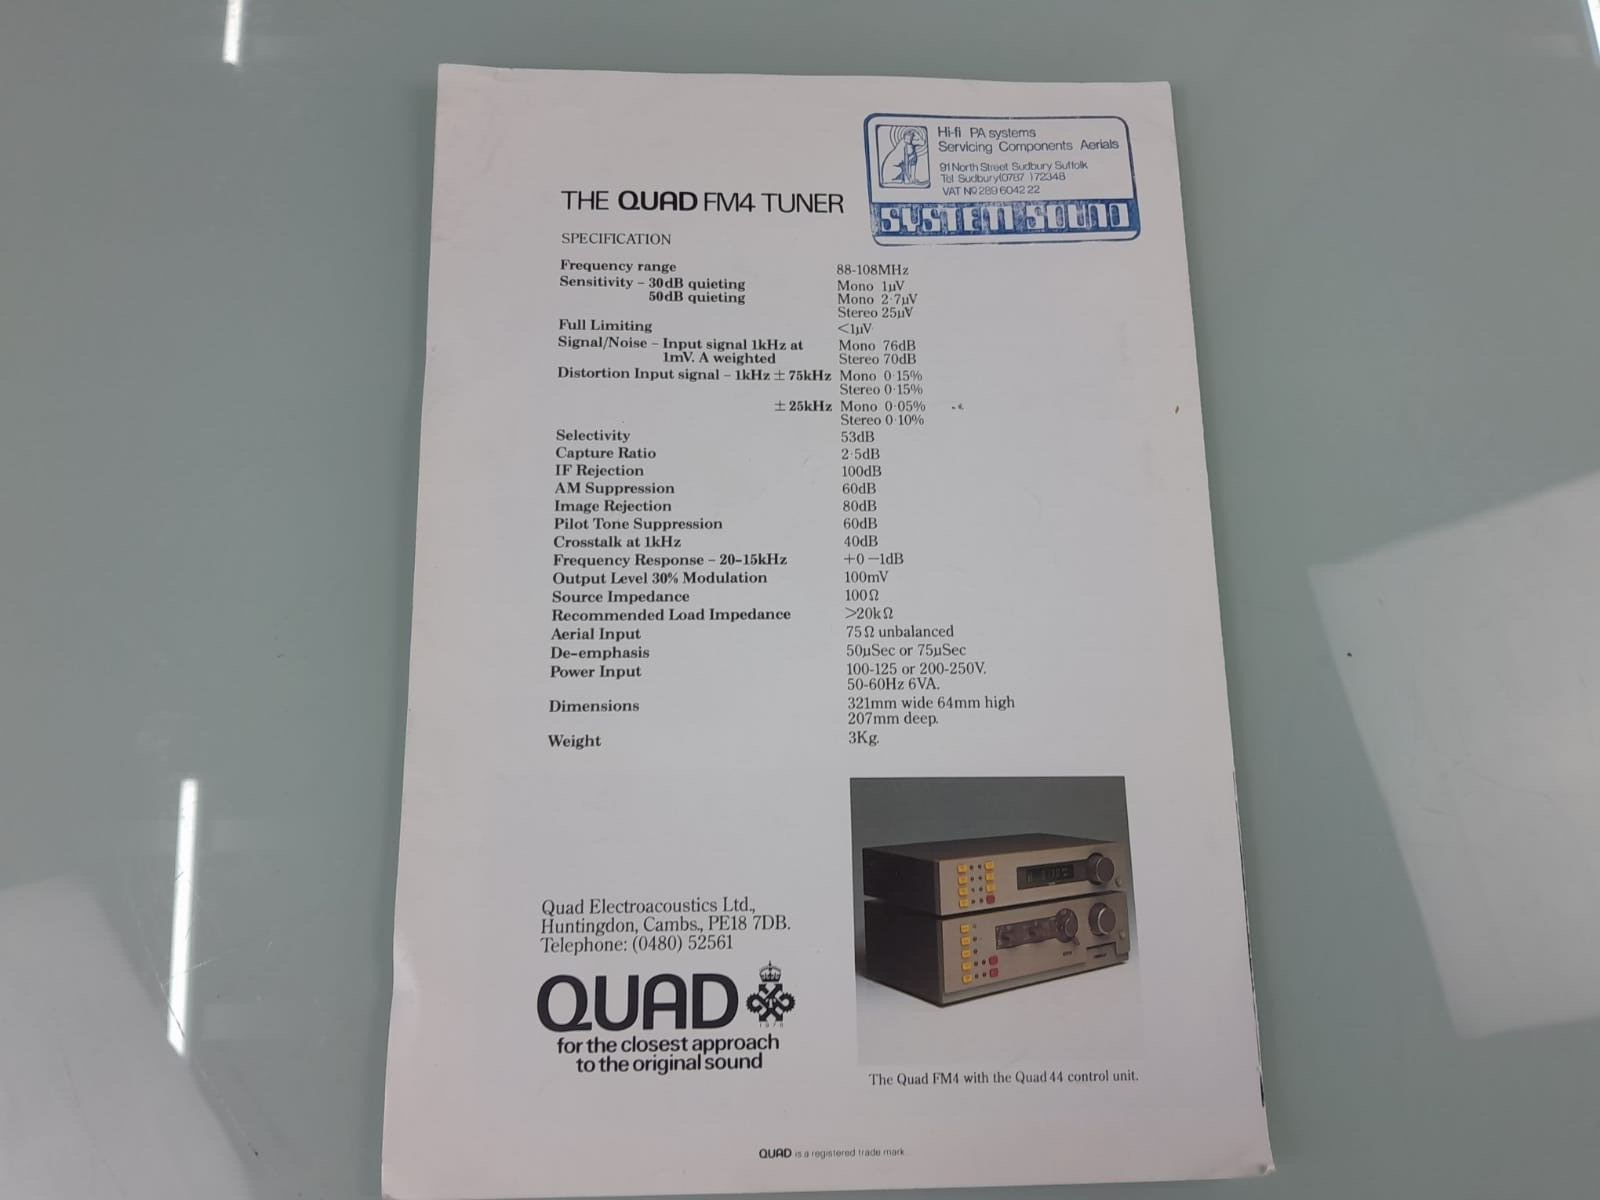 Hi-fi PA systems
Servicing Components Aerials
91 North Street Sudbury Suffolk
Tel Sudbury(0787 )72348
VAT Nº 289 6042 22
SYSTEM SOUND
THE QUAD FM4 TUNER
SPECIFICATION
Frequency range 88-108MHz
Sensitivity – 30dB quieting Mono 1µV
50dB quieting Mono 2·7µV
Stereo 25µV
Full Limiting <1µV
Signal/Noise – Input signal 1kHz at Mono 76dB
1mV. A weighted Stereo 70dB
Distortion Input signal – 1kHz ± 75kHz Mono 0·15%
Stereo 0·15%
± 25kHz Mono 0·05%
Stereo 0·10%
Selectivity 53dB
Capture Ratio 2·5dB
IF Rejection 100dB
AM Suppression 60dB
Image Rejection 80dB
Pilot Tone Suppression 60dB
Crosstalk at 1kHz 40dB
Frequency Response – 20–15kHz +0 –1dB
Output Level 30% Modulation 100mV
Source Impedance 100Ω
Recommended Load Impedance >20kΩ
Aerial Input 75Ω unbalanced
De-emphasis 50µSec or 75µSec
Power Input 100-125 or 200-250V.
50-60Hz 6VA.
Dimensions 321mm wide 64mm high
207mm deep.
Weight 3Kg.
Quad Electroacoustics Ltd.,
Huntingdon, Cambs., PE18 7DB.
Telephone: (0480) 52561
QUAD
1978
for the closest approach
to the original sound
The Quad FM4 with the Quad 44 control unit.
QUAD is a registered trade mark.